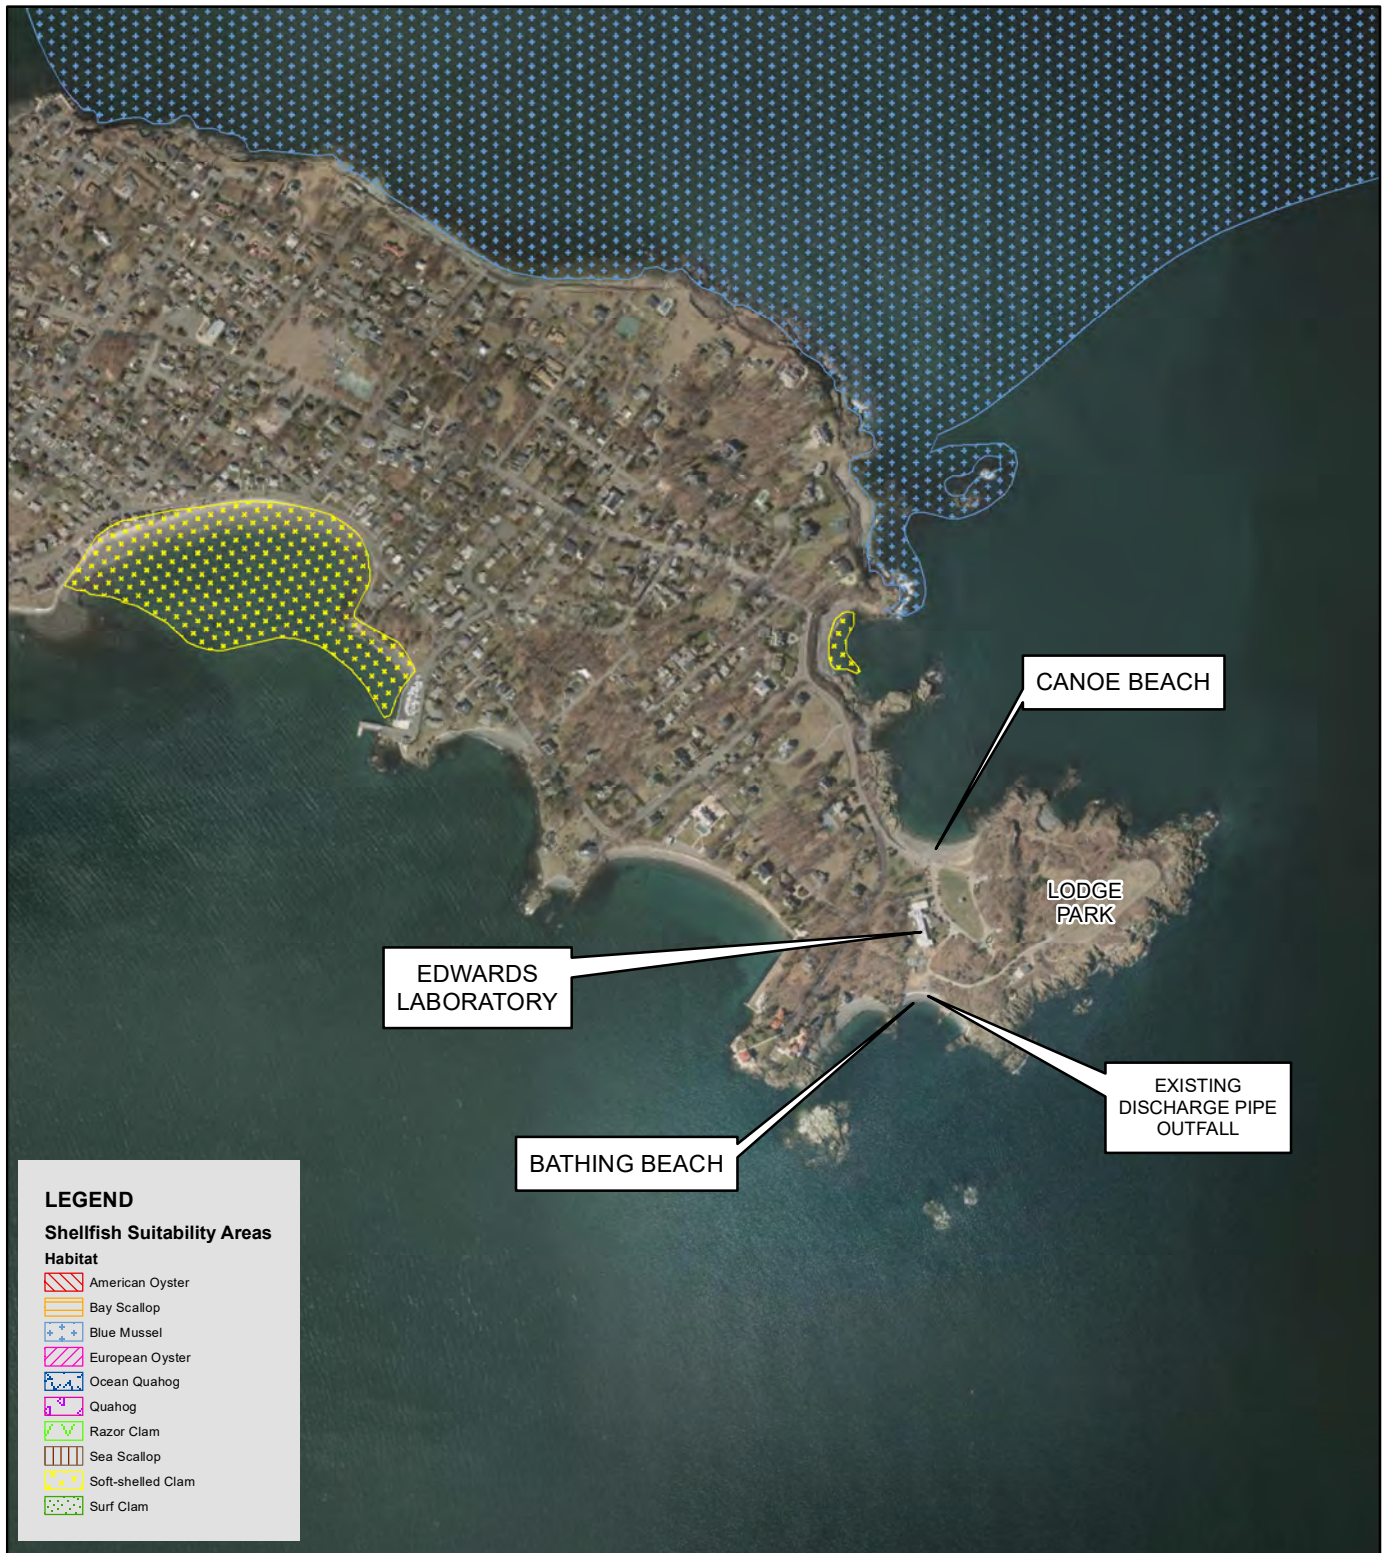 CANOE BEACH
LODGE
PARK
EDWARDS
LABORATORY
EXISTING
DISCHARGE PIPE
OUTFALL
BATHING BEACH
LEGEND
Shellfish Suitability Areas
Habitat
American Oyster
Bay Scallop
Blue Mussel
European Oyster
Ocean Quahog
Quahog
Razor Clam
Sea Scallop
Soft-shelled Clam
Surf Clam